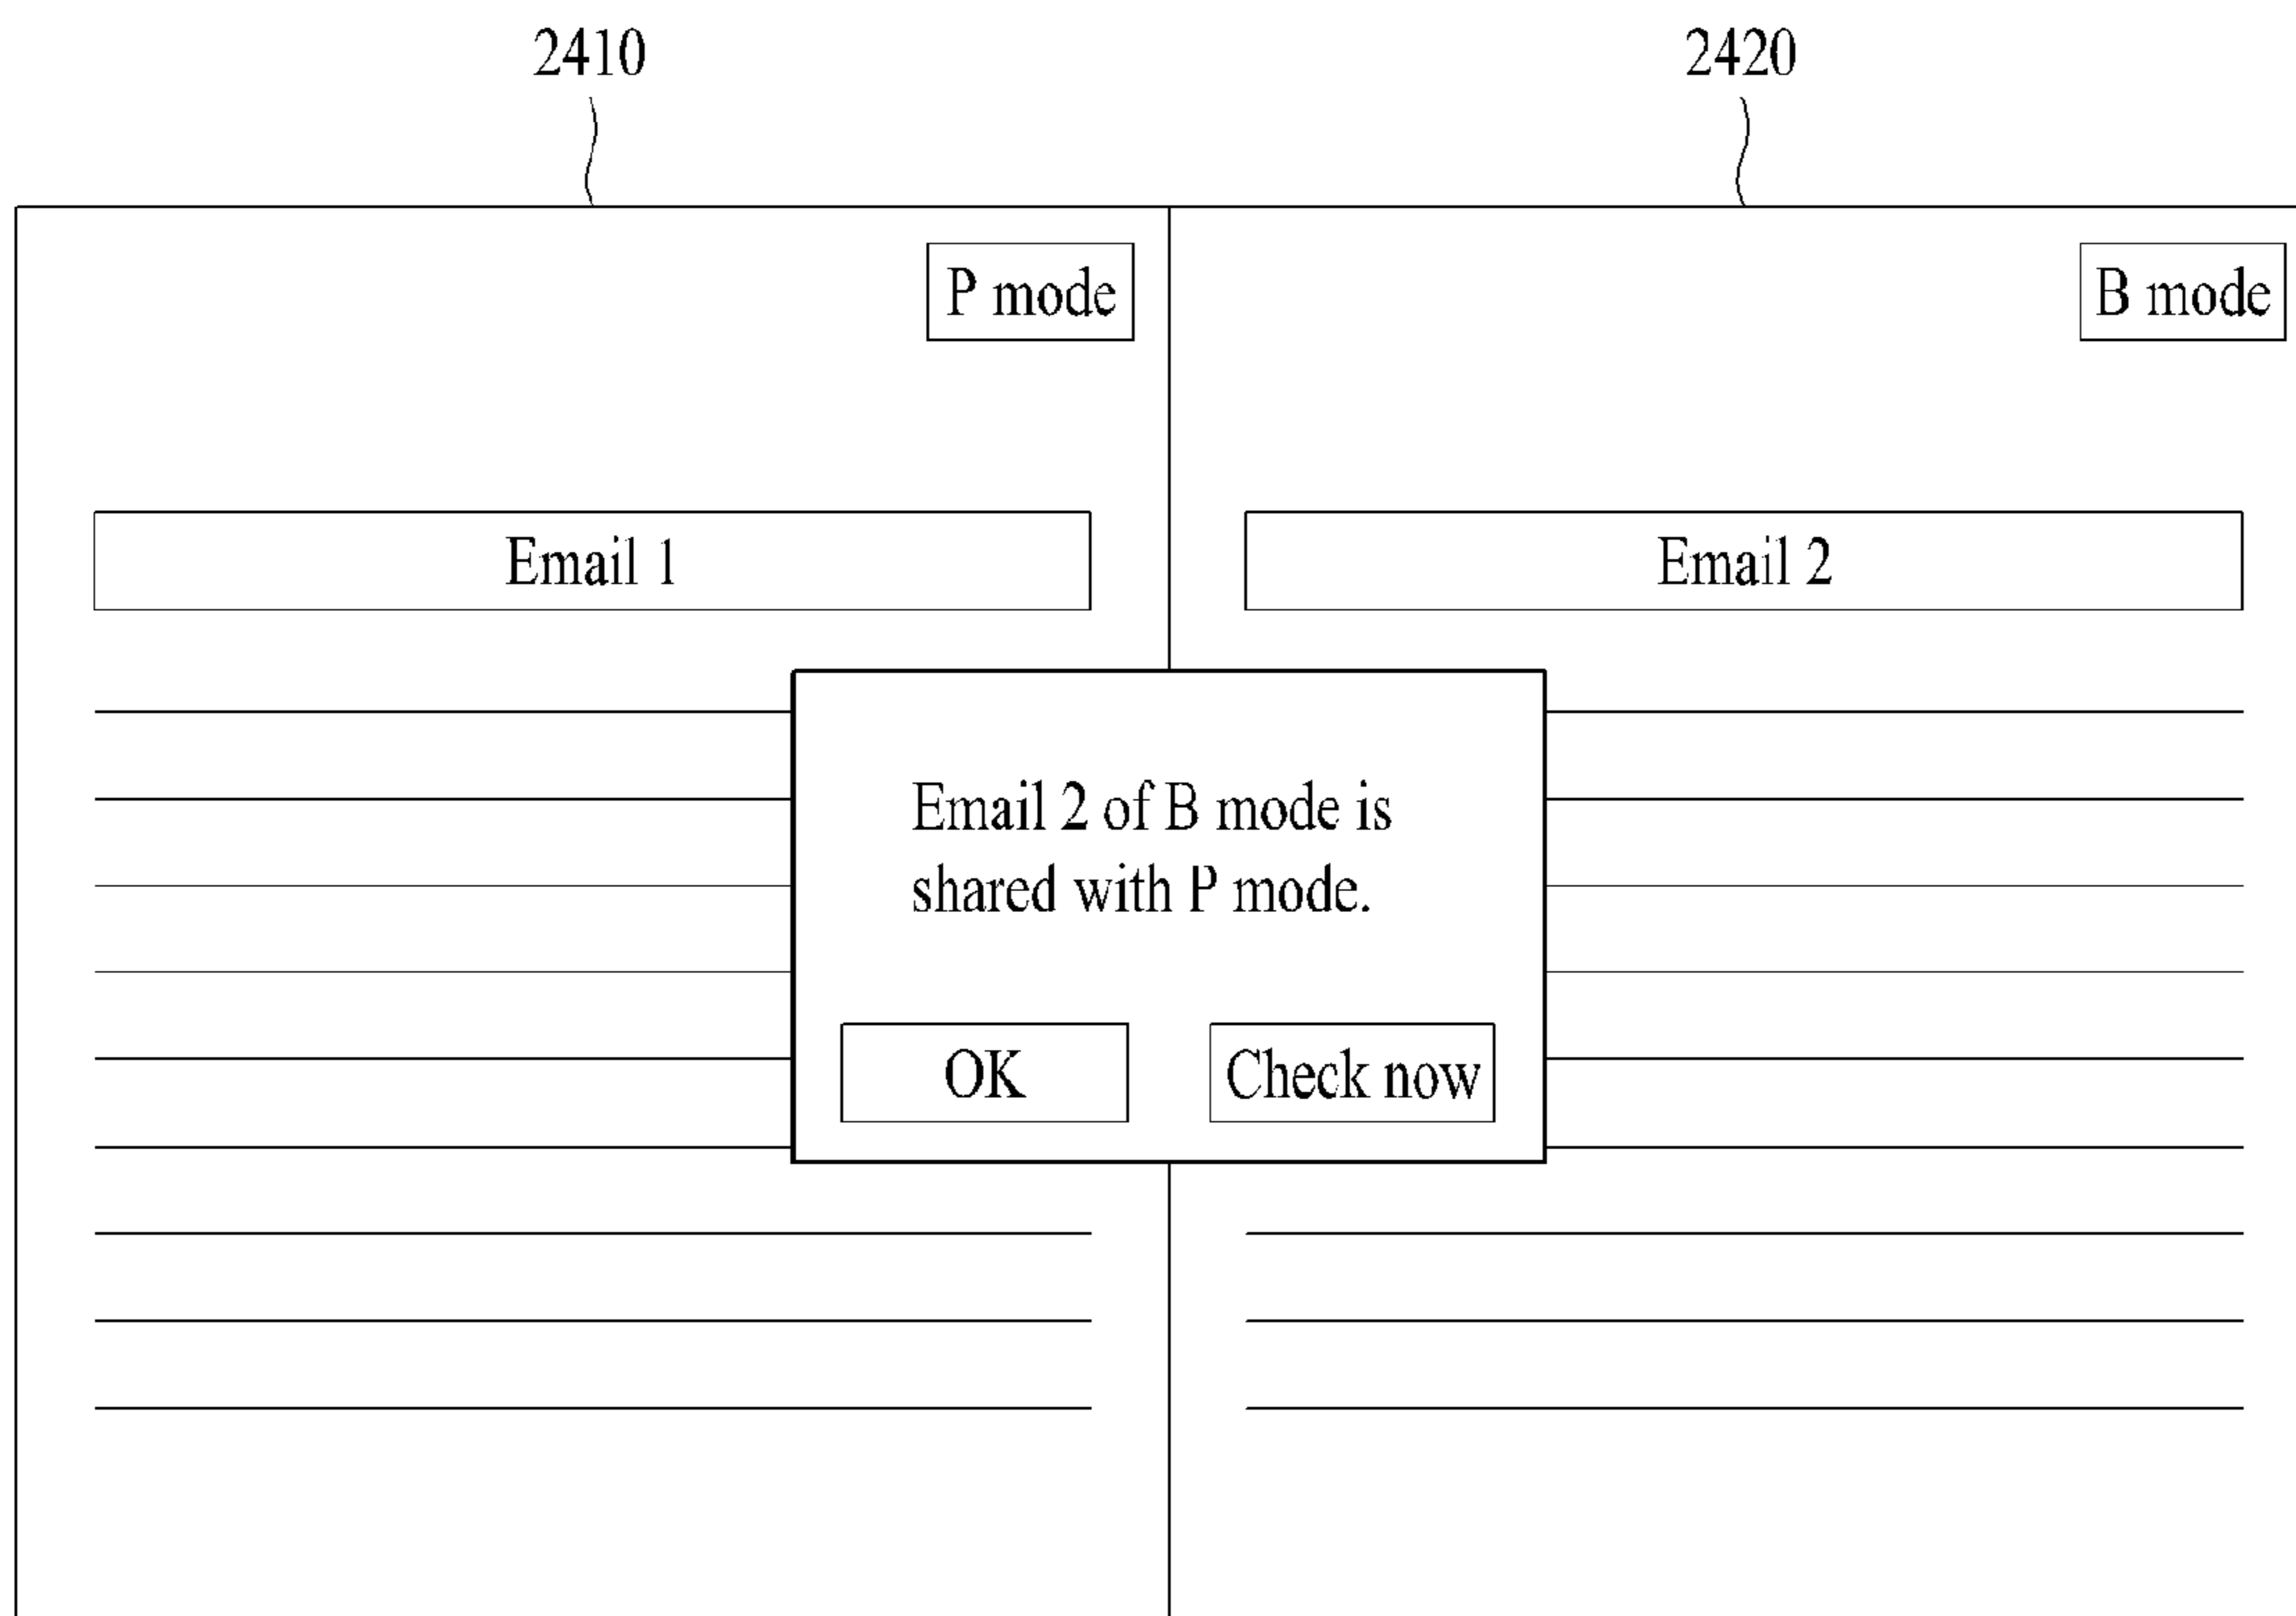 2410
2420
P mode
B mode
Email 1
Email 2
Email 2 of B mode is
shared with P mode.
OK
Check now